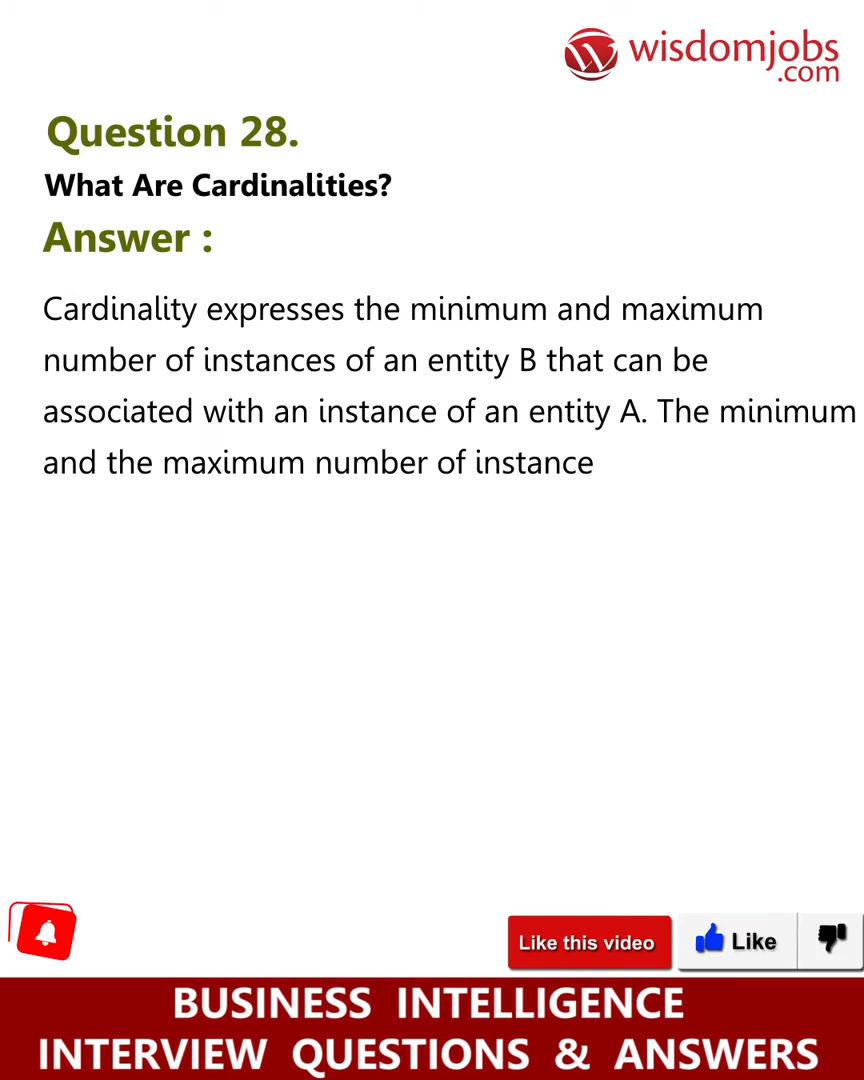 wisdomjobs
.com
Question 28.
What Are Cardinalities?
Answer :
Cardinality expresses the minimum and maximum
number of instances of an entity B that can be
associated with an instance of an entity A. The minimum
and the maximum number of instance
Like this video
Like
BUSINESS INTELLIGENCE
INTERVIEW QUESTIONS & ANSWERS